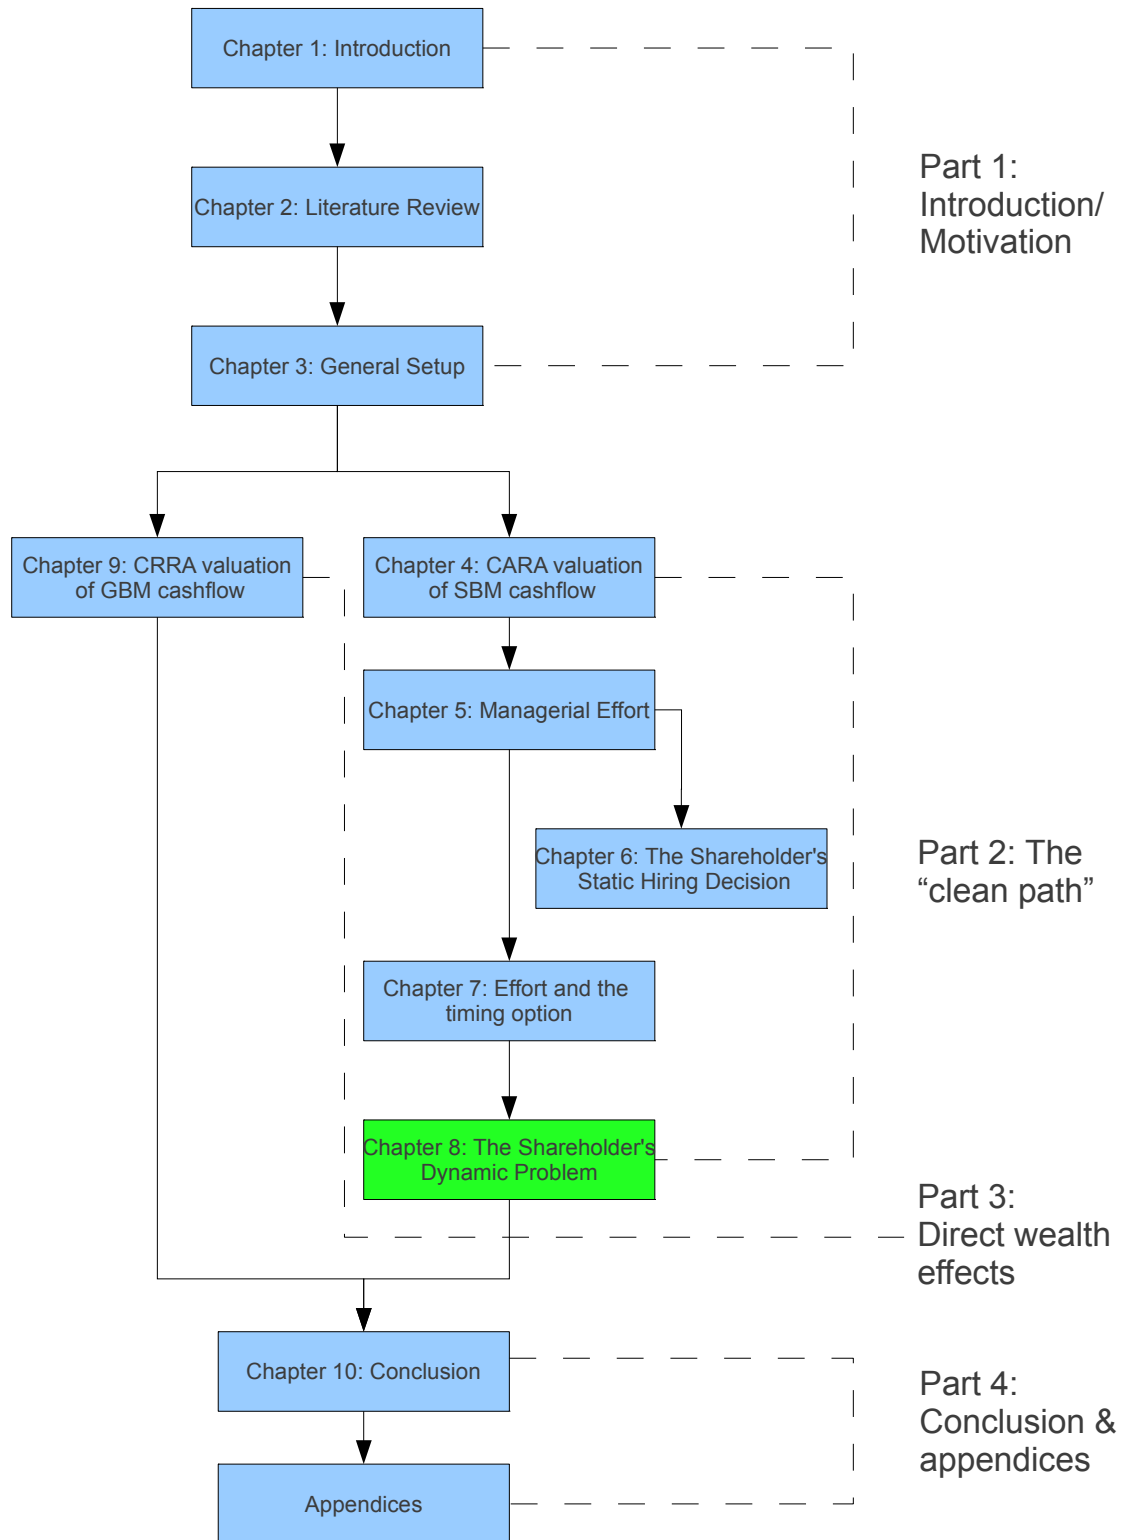 Chapter 1: Introduction
Part 1:
Introduction/
Motivation
Chapter 2: Literature Review
Chapter 3: General Setup
Chapter 9: CRRA valuation
of GBM cashflow
Chapter 4: CARA valuation
of SBM cashflow
Chapter 5: Managerial Effort
Chapter 6: The Shareholder's
Static Hiring Decision
Part 2: The
“clean path”
Chapter 7: Effort and the
timing option
Chapter 8: The Shareholder's
Dynamic Problem
Part 3:
Direct wealth
effects
Chapter 10: Conclusion
Part 4:
Conclusion &
appendices
Appendices